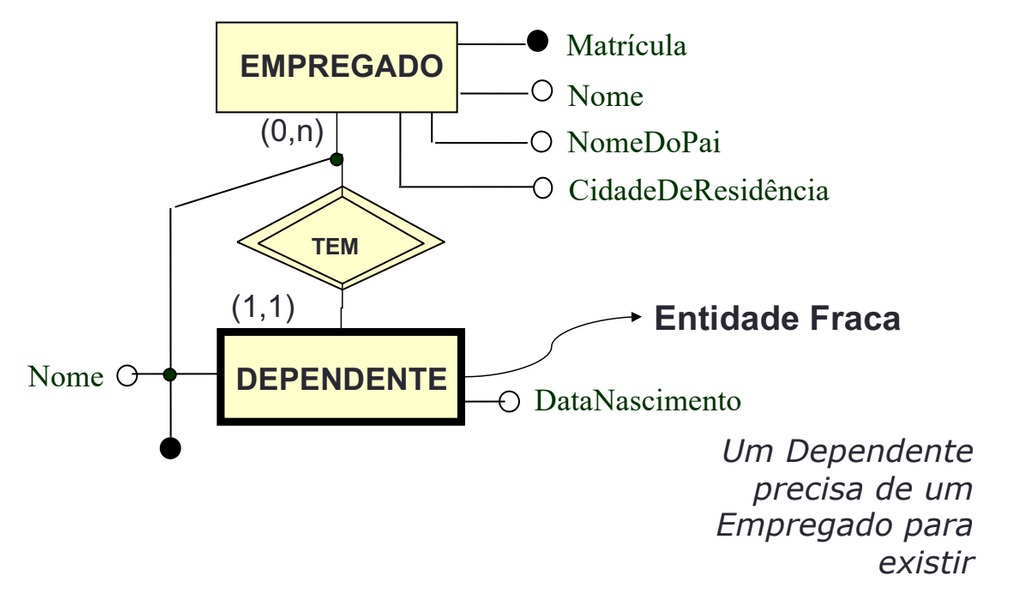 EMPREGADO
Matrícula
Nome
(0,n)
NomeDoPai
CidadeDeResidência
TEM
(1,1)
Entidade Fraca
Nome
DEPENDENTE
DataNascimento
Um Dependente
precisa de um
Empregado para
existir